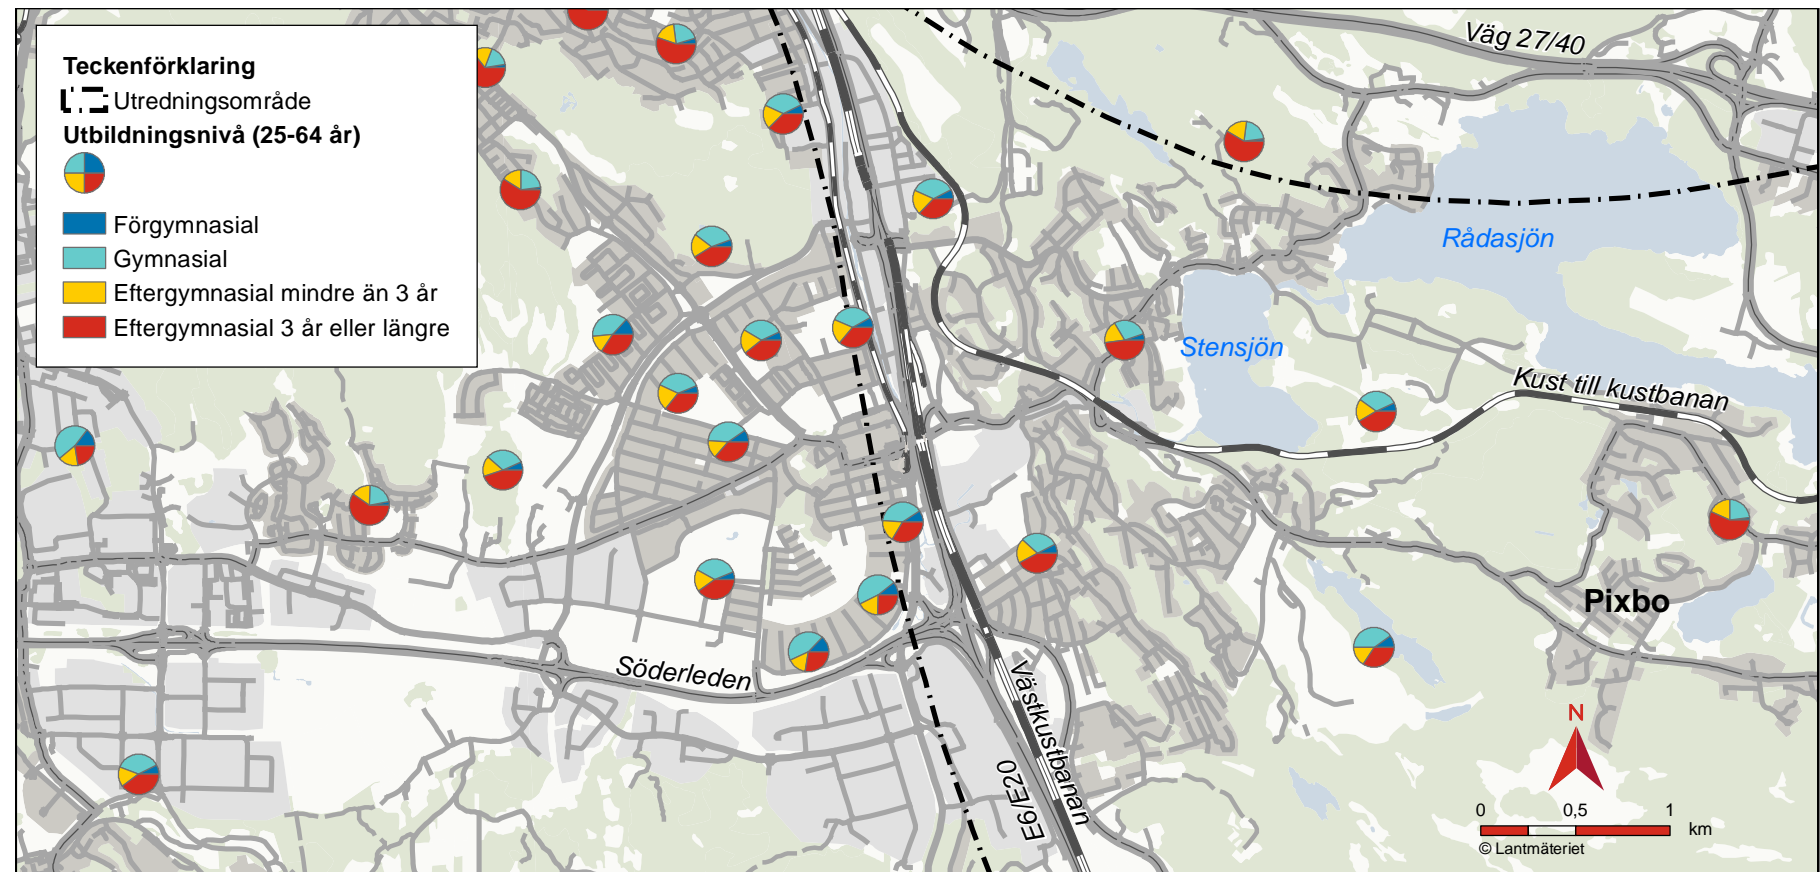 Teckenförklaring
Utredningsområde
Utbildningsnivå (25-64 år)
Förgymnasial
Gymnasial
Eftergymnasial mindre än 3 år
Eftergymnasial 3 år eller längre
Väg 27/40
Rådasjön
Stensjön
Kust till kustbanan
Pixbo
Söderleden
Västkustbanan
E6/E20
N
0 0,5 1
km
© Lantmäteriet